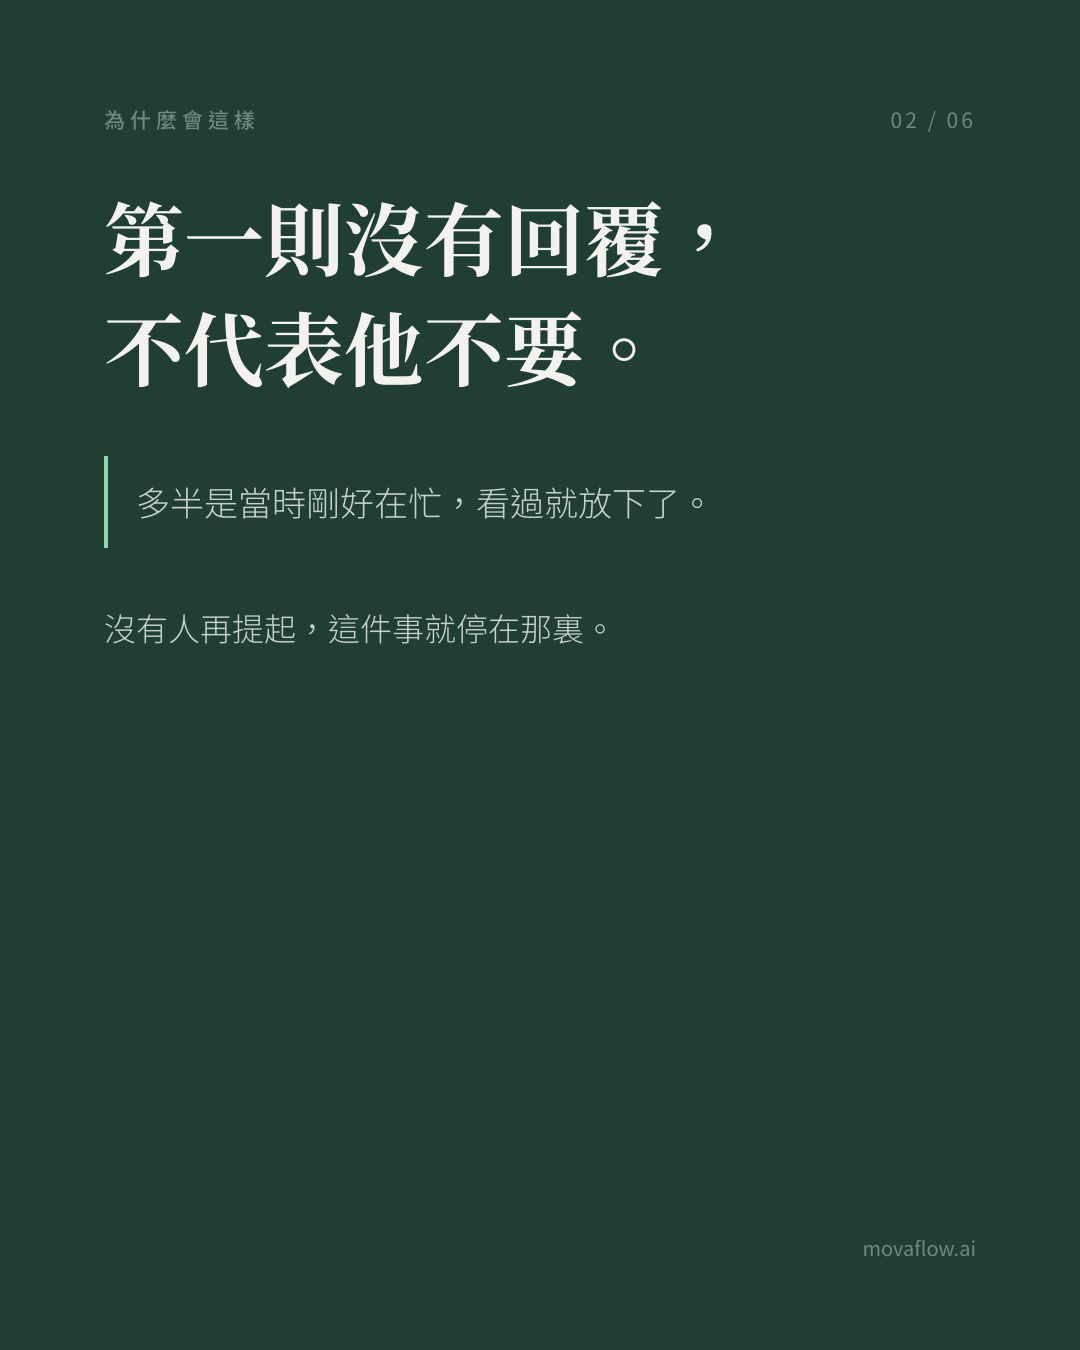 為什麼會這樣
02 / 06
第一則沒有回覆，
不代表他不要。
多半是當時剛好在忙，看過就放下了。
沒有人再提起，這件事就停在那裏。
movaflow.ai